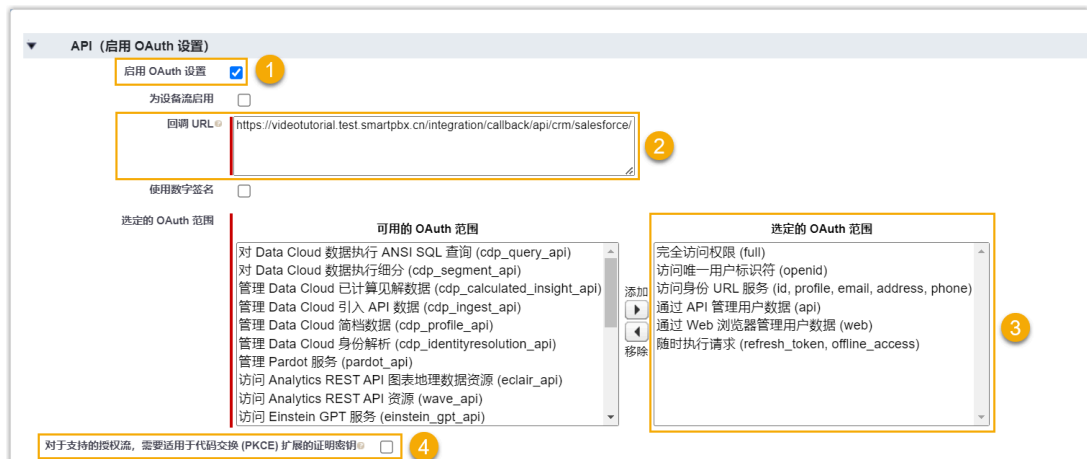 API（启用 OAuth 设置）
启用 OAuth 设置
1
为设备流启用
回调 URL
https://videotutorial.test.smartpbx.cn/integration/callback/api/crm/salesforce/
2
使用数字签名
选定的 OAuth 范围
可用的 OAuth 范围
对 Data Cloud 数据执行 ANSI SQL 查询 (cdp_query_api)
对 Data Cloud 数据执行细分 (cdp_segment_api)
管理 Data Cloud 已计算见解数据 (cdp_calculated_insight_api)
管理 Data Cloud 引入 API 数据 (cdp_ingest_api)
管理 Data Cloud 简档数据 (cdp_profile_api)
管理 Data Cloud 身份解析 (cdp_identityresolution_api)
管理 Pardot 服务 (pardot_api)
访问 Analytics REST API 图表地理数据资源 (eclair_api)
访问 Analytics REST API 资源 (wave_api)
访问 Einstein GPT 服务 (einstein_gpt_api)
添加
移除
选定的 OAuth 范围
完全访问权限 (full)
访问唯一用户标识符 (openid)
访问身份 URL 服务 (id, profile, email, address, phone)
通过 API 管理用户数据 (api)
通过 Web 浏览器管理用户数据 (web)
随时执行请求 (refresh_token, offline_access)
3
对于支持的授权流，需要适用于代码交换 (PKCE) 扩展的证明密钥
4